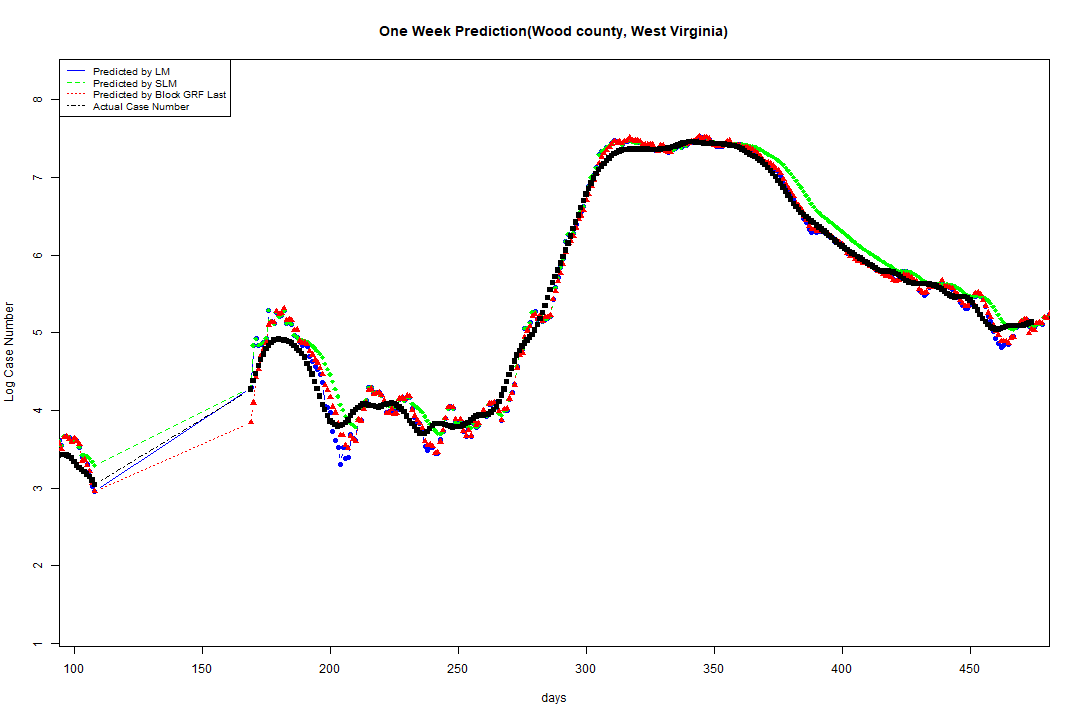 One Week Prediction(Wood county, West Virginia)
Predicted by LM
Predicted by SLM
Predicted by Block GRF Last
Actual Case Number
Log Case Number
8
7
6
5
4
3
2
1
100 150 200 250 300 350 400 450
days